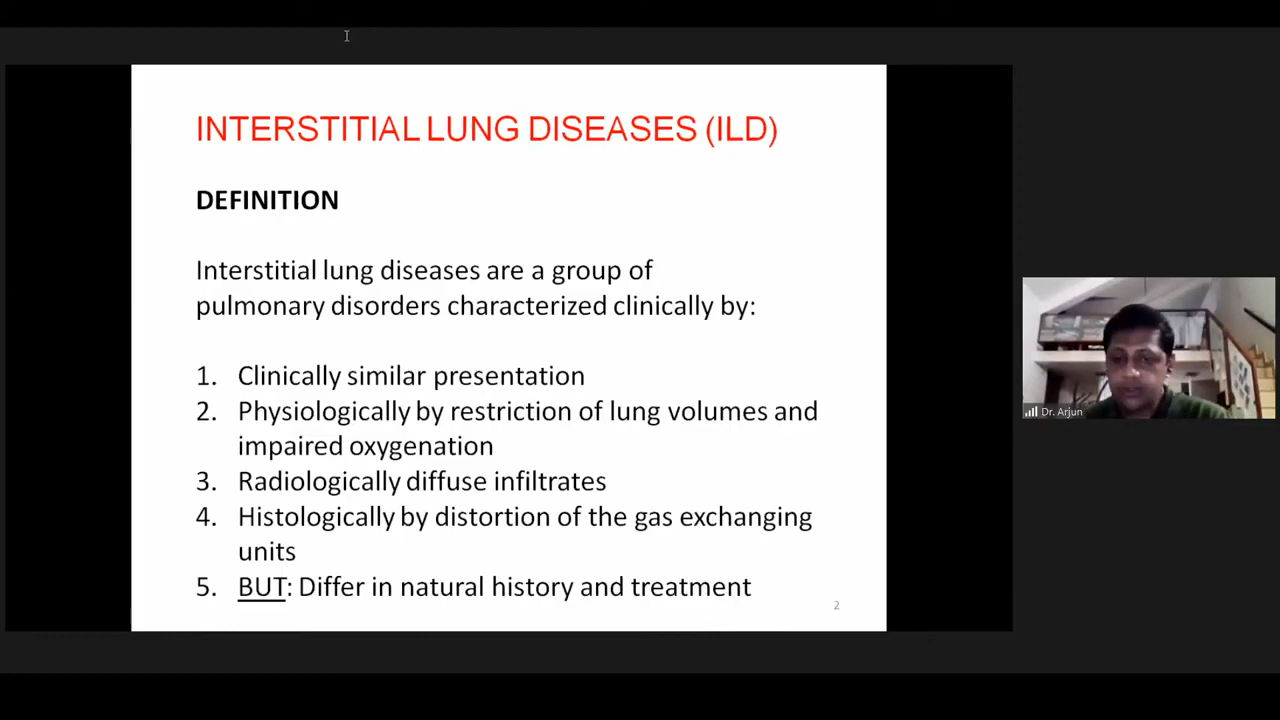 INTERSTITIAL LUNG DISEASES (ILD)
DEFINITION
Interstitial lung diseases are a group of
pulmonary disorders characterized clinically by:
1. Clinically similar presentation
2. Physiologically by restriction of lung volumes and
impaired oxygenation
3. Radiologically diffuse infiltrates
4. Histologically by distortion of the gas exchanging
units
5. BUT: Differ in natural history and treatment
2
Dr. Arjun